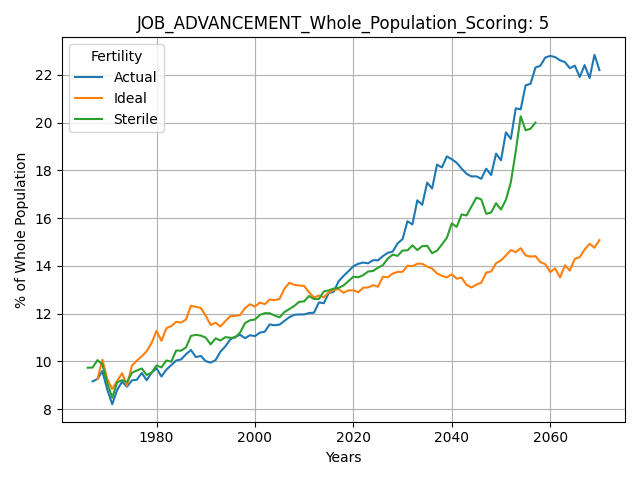 JOB_ADVANCEMENT_Whole_Population_Scoring: 5
Fertility
Actual
Ideal
Sterile
% of Whole Population
22
20
18
16
14
12
10
8
1980
2000
2020
2040
2060
Years